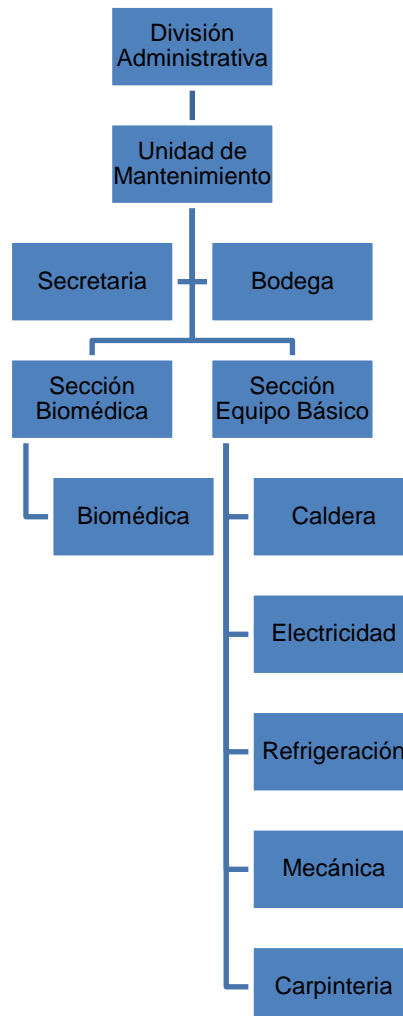 División
Administrativa
Unidad de
Mantenimiento
Secretaria
Bodega
Sección
Biomédica
Sección
Equipo Básico
Biomédica
Caldera
Electricidad
Refrigeración
Mecánica
Carpinteria